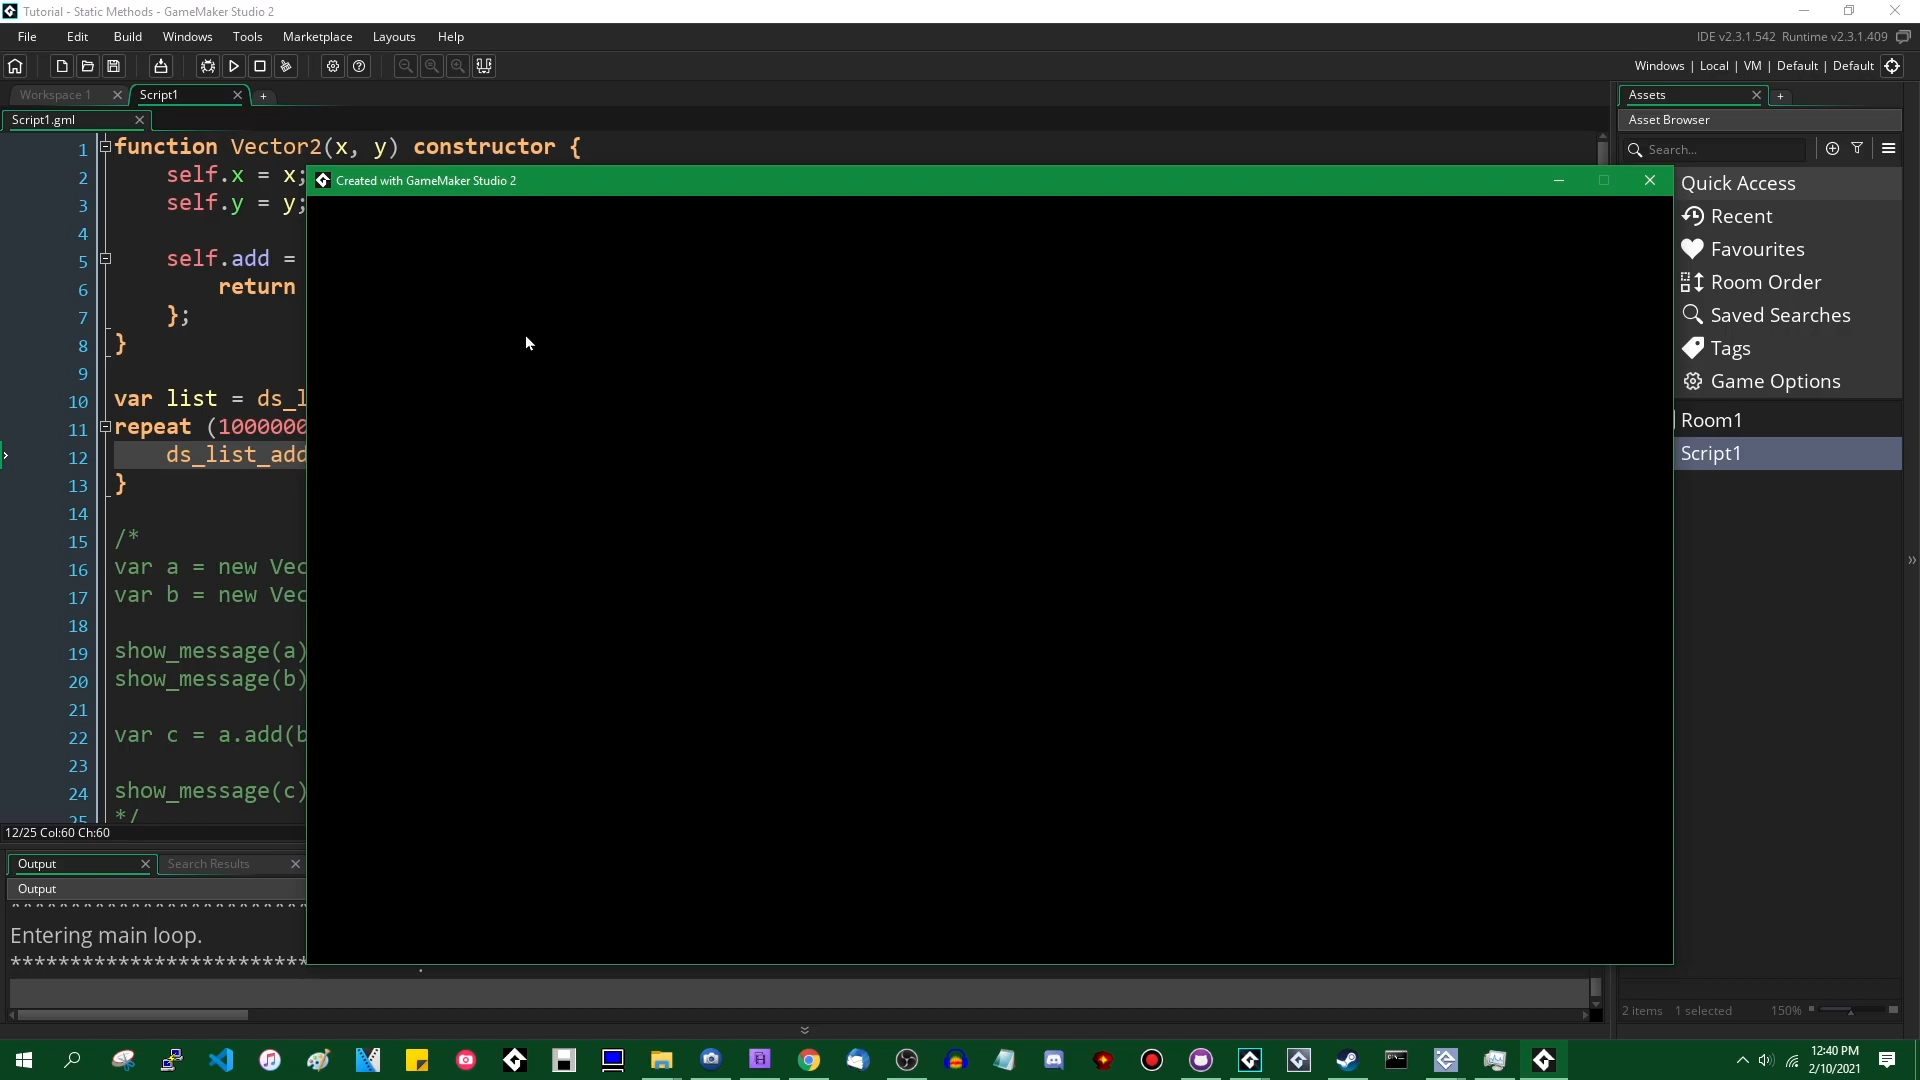 Tutorial - Static Methods - GameMaker Studio 2
File Edit Build Windows Tools Marketplace Layouts Help
IDE v2.3.1.542 Runtime v2.3.1.409
Windows | Local | VM | Default | Default
Workspace 1
Script1
Assets
Script1.gml
Asset Browser
Search...
1 function Vector2(x, y) constructor {
2 self.x = x;
3 self.y = y;
4
5 self.add =
6 return
7 };
8 }
9
10 var list = ds_l
11 repeat (1000000
12 ds_list_add
13 }
14
15 /*
16 var a = new Vec
17 var b = new Vec
18
19 show_message(a)
20 show_message(b)
21
22 var c = a.add(b
23
24 show_message(c)
25 */
Created with GameMaker Studio 2
Quick Access
Recent
Favourites
Room Order
Saved Searches
Tags
Game Options
Room1
Script1
12/25 Col:60 Ch:60
Output
Search Results
Output
Entering main loop.
*************************
2 items 1 selected 150%
12:40 PM
2/10/2021